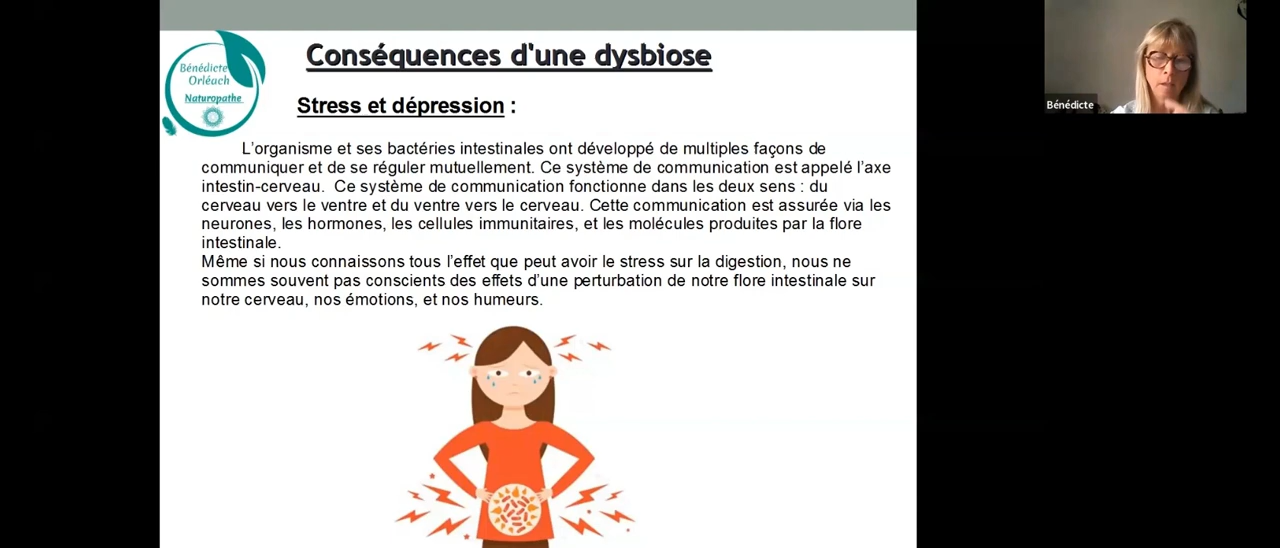 Conséquences d'une dysbiose
Bénédicte
Orléach
Naturopathe
Stress et dépression :
L'organisme et ses bactéries intestinales ont développé de multiples façons de
communiquer et de se réguler mutuellement. Ce système de communication est appelé l'axe
intestin-cerveau. Ce système de communication fonctionne dans les deux sens : du
cerveau vers le ventre et du ventre vers le cerveau. Cette communication est assurée via les
neurones, les hormones, les cellules immunitaires, et les molécules produites par la flore
intestinale.
Même si nous connaissons tous l'effet que peut avoir le stress sur la digestion, nous ne
sommes souvent pas conscients des effets d'une perturbation de notre flore intestinale sur
notre cerveau, nos émotions, et nos humeurs.
Bénédicte